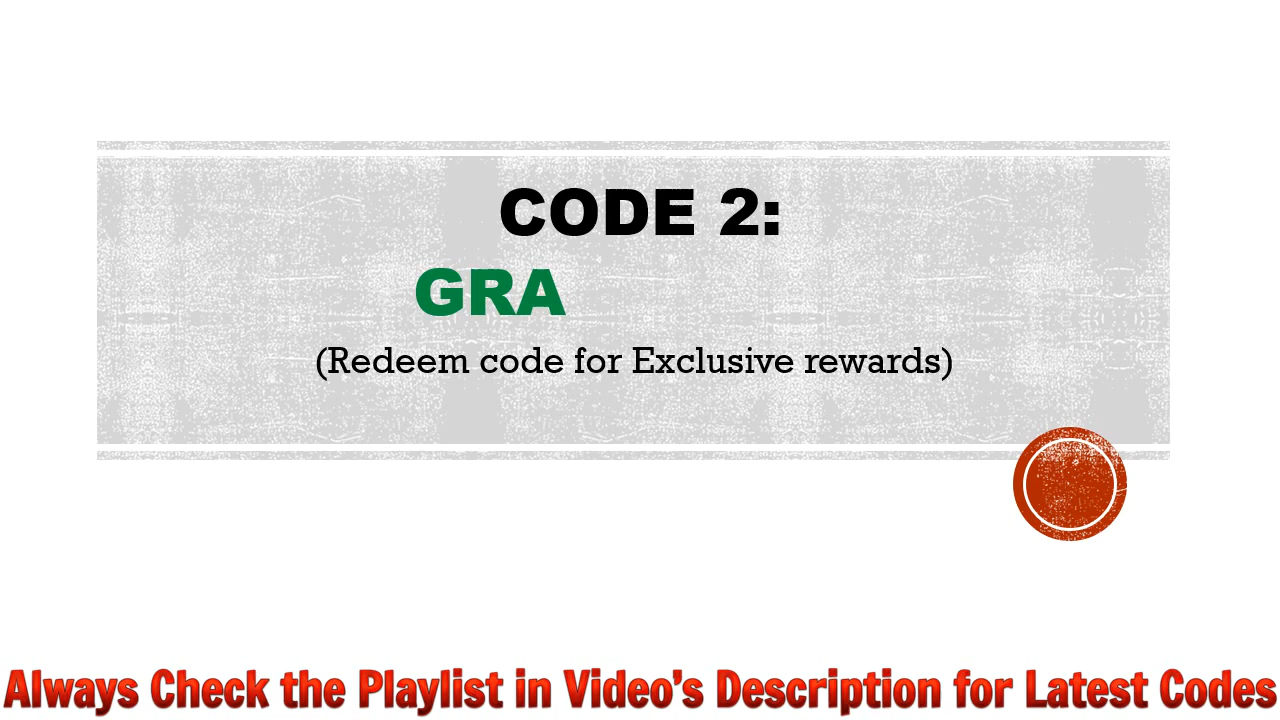 CODE 2:
GRA
(Redeem code for Exclusive rewards)
Always Check the Playlist in Video's Description for Latest Codes